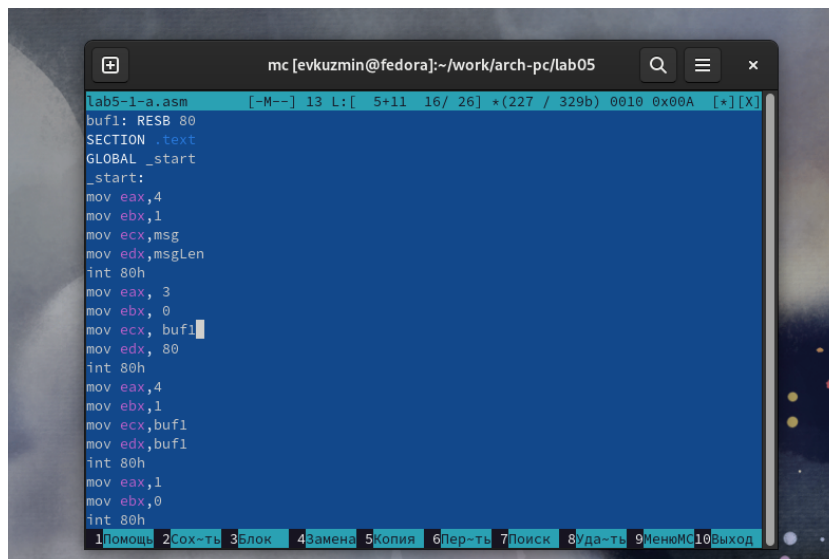 mc [evkuzmin@fedora]:~/work/arch-pc/lab05
lab5-1-a.asm [-M--] 13 L:[ 5+11 16/ 26] *(227 / 329b) 0010 0x00A [*][X]
buf1: RESB 80
SECTION .text
GLOBAL _start
_start:
mov eax,4
mov ebx,1
mov ecx,msg
mov edx,msgLen
int 80h
mov eax, 3
mov ebx, 0
mov ecx, buf1
mov edx, 80
int 80h
mov eax,4
mov ebx,1
mov ecx,buf1
mov edx,buf1
int 80h
mov eax,1
mov ebx,0
int 80h
1Помощь 2Сох~ть 3Блок 4Замена 5Копия 6Пер~ть 7Поиск 8Уда~ть 9МенюМС10Выход